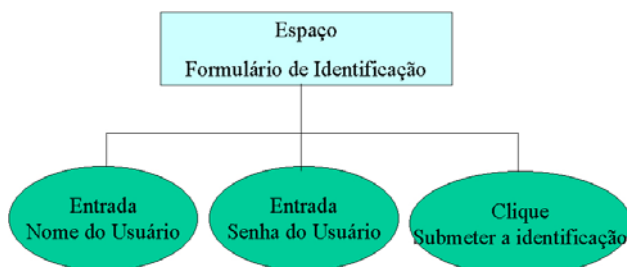 Espaço
Formulário de Identificação
Entrada
Nome do Usuário
Entrada
Senha do Usuário
Clique
Submeter a identificação